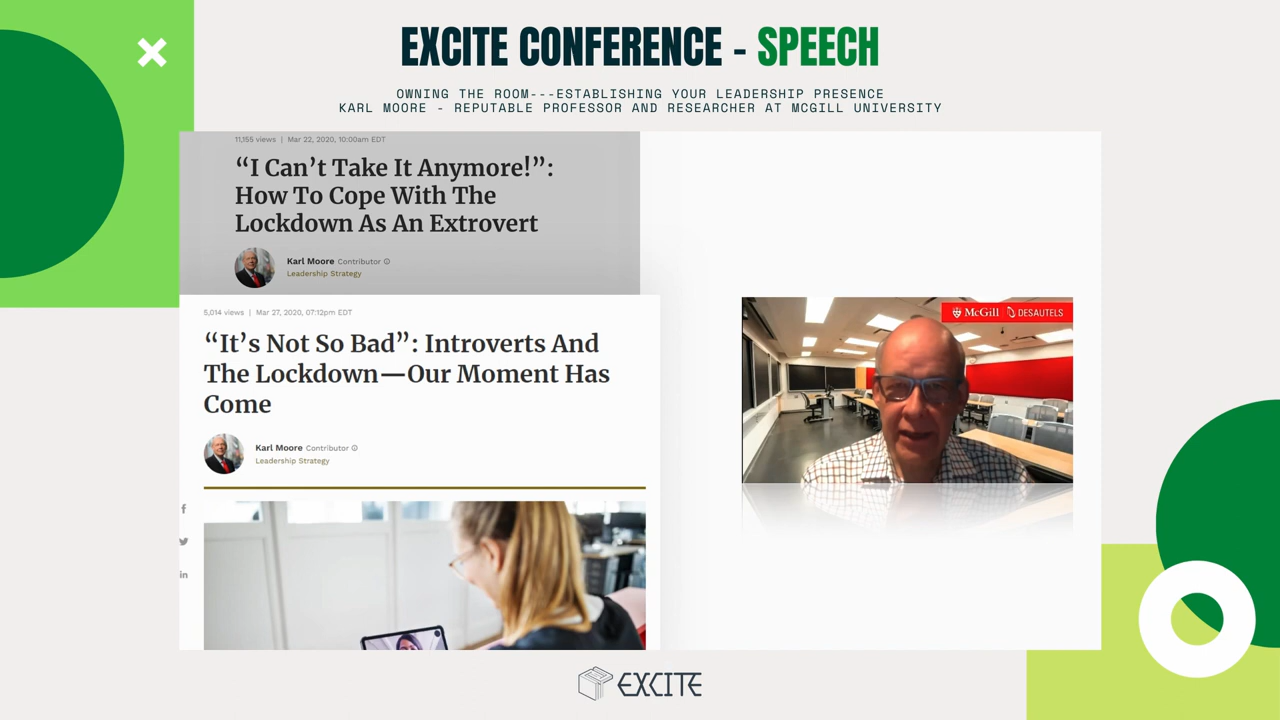 EXCITE CONFERENCE - SPEECH
OWNING THE ROOM---ESTABLISHING YOUR LEADERSHIP PRESENCE
KARL MOORE - REPUTABLE PROFESSOR AND RESEARCHER AT MCGILL UNIVERSITY
11,155 views | Mar 22, 2020, 10:00am EDT
“I Can’t Take It Anymore!”:
How To Cope With The
Lockdown As An Extrovert
Karl Moore Contributor
Leadership Strategy
5,014 views | Mar 27, 2020, 07:12pm EDT
“It’s Not So Bad”: Introverts And
The Lockdown—Our Moment Has
Come
Karl Moore Contributor
Leadership Strategy
McGill DESAUTELS
EXCITE